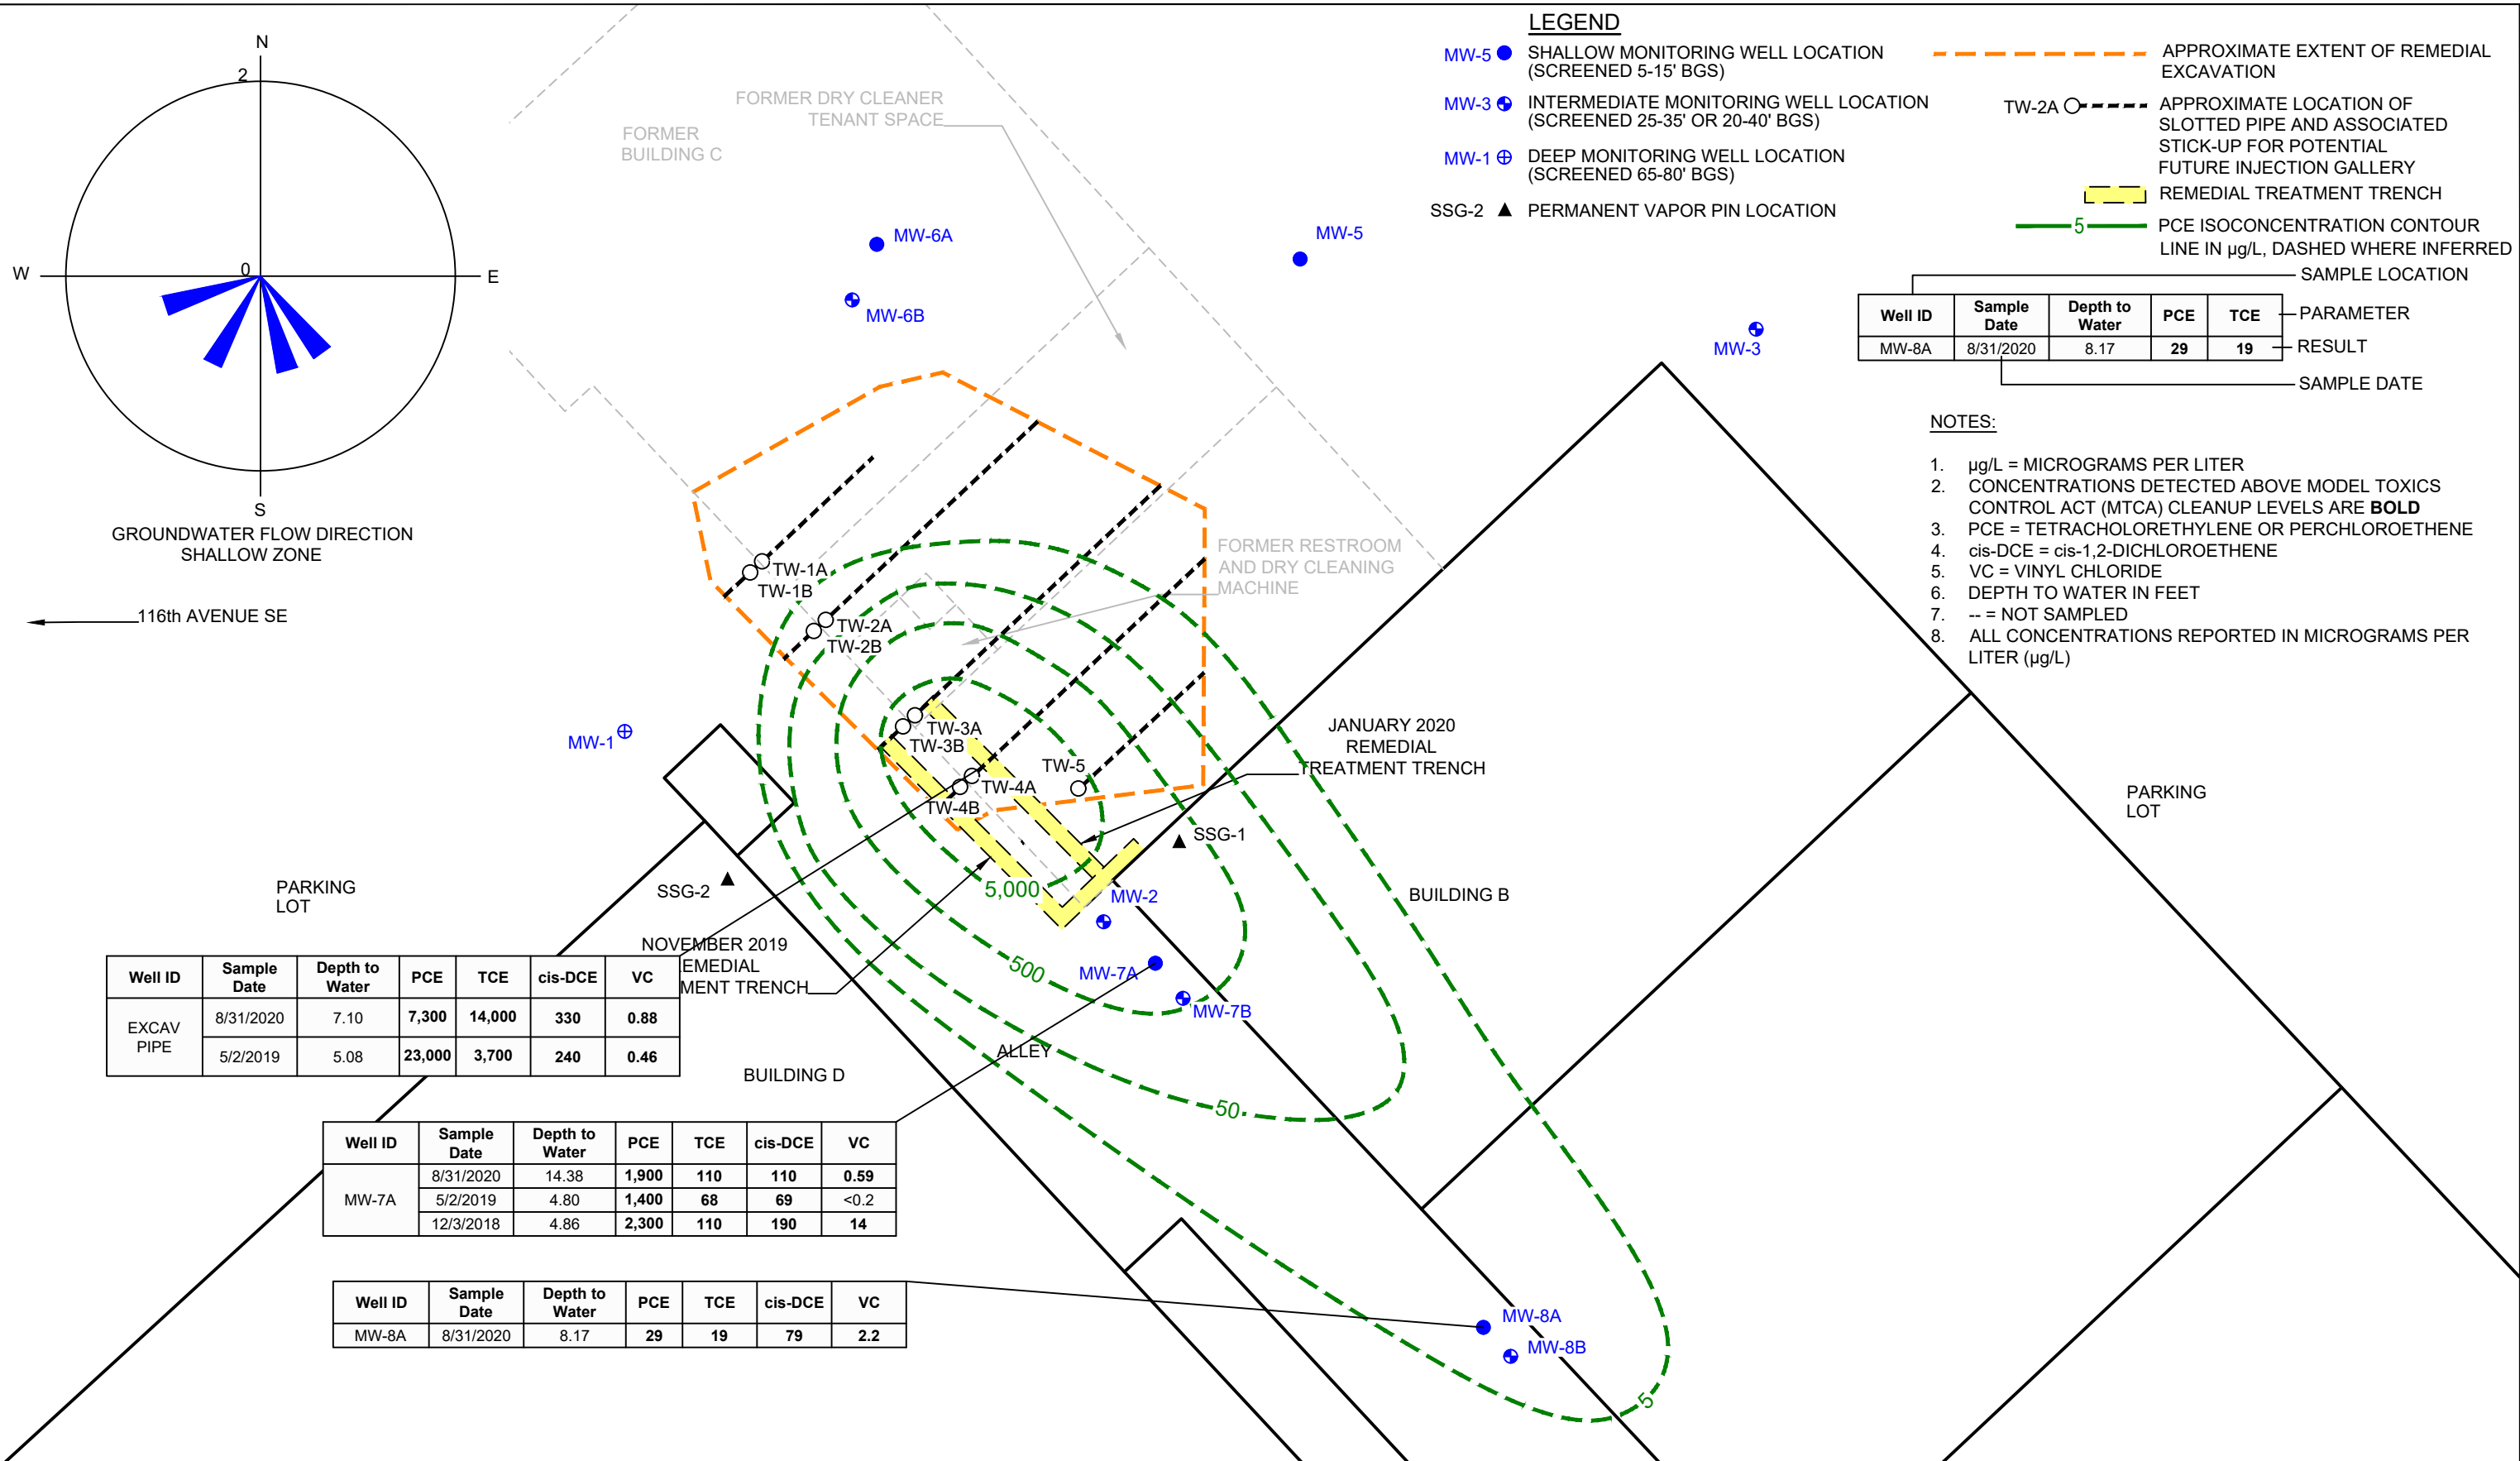 N
2
W
0
E
S
GROUNDWATER FLOW DIRECTION
SHALLOW ZONE
116th AVENUE SE
FORMER DRY CLEANER
TENANT SPACE
FORMER
BUILDING C
LEGEND
MW-5 SHALLOW MONITORING WELL LOCATION
(SCREENED 5-15' BGS)
MW-3 INTERMEDIATE MONITORING WELL LOCATION
(SCREENED 25-35' OR 20-40' BGS)
MW-1 DEEP MONITORING WELL LOCATION
(SCREENED 65-80' BGS)
SSG-2 PERMANENT VAPOR PIN LOCATION
APPROXIMATE EXTENT OF REMEDIAL
EXCAVATION
TW-2A APPROXIMATE LOCATION OF
SLOTTED PIPE AND ASSOCIATED
STICK-UP FOR POTENTIAL
FUTURE INJECTION GALLERY
REMEDIAL TREATMENT TRENCH
5 PCE ISOCONCENTRATION CONTOUR
LINE IN µg/L, DASHED WHERE INFERRED
SAMPLE LOCATION
Well ID Sample Date Depth to Water PCE TCE PARAMETER
MW-8A 8/31/2020 8.17 29 19 RESULT
SAMPLE DATE
NOTES:
1. µg/L = MICROGRAMS PER LITER
2. CONCENTRATIONS DETECTED ABOVE MODEL TOXICS
CONTROL ACT (MTCA) CLEANUP LEVELS ARE BOLD
3. PCE = TETRACHOLORETHYLENE OR PERCHLOROETHENE
4. cis-DCE = cis-1,2-DICHLOROETHENE
5. VC = VINYL CHLORIDE
6. DEPTH TO WATER IN FEET
7. -- = NOT SAMPLED
8. ALL CONCENTRATIONS REPORTED IN MICROGRAMS PER
LITER (µg/L)
MW-6A
MW-5
MW-6B
MW-3
FORMER RESTROOM
AND DRY CLEANING
MACHINE
TW-1A
TW-1B
TW-2A
TW-2B
MW-1
TW-3A
TW-3B
TW-5
TW-4A
TW-4B
JANUARY 2020
REMEDIAL
TREATMENT TRENCH
SSG-1
PARKING
LOT
SSG-2
PARKING
LOT
5,000
MW-2
BUILDING B
NOVEMBER 2019
EMEDIAL
MENT TRENCH
500
MW-7A
MW-7B
ALLEY
BUILDING D
50
Well ID Sample Date Depth to Water PCE TCE cis-DCE VC
EXCAV PIPE 8/31/2020 7.10 7,300 14,000 330 0.88
5/2/2019 5.08 23,000 3,700 240 0.46
Well ID Sample Date Depth to Water PCE TCE cis-DCE VC
8/31/2020 14.38 1,900 110 110 0.59
MW-7A 5/2/2019 4.80 1,400 68 69 <0.2
12/3/2018 4.86 2,300 110 190 14
Well ID Sample Date Depth to Water PCE TCE cis-DCE VC
MW-8A 8/31/2020 8.17 29 19 79 2.2
MW-8A
MW-8B
5